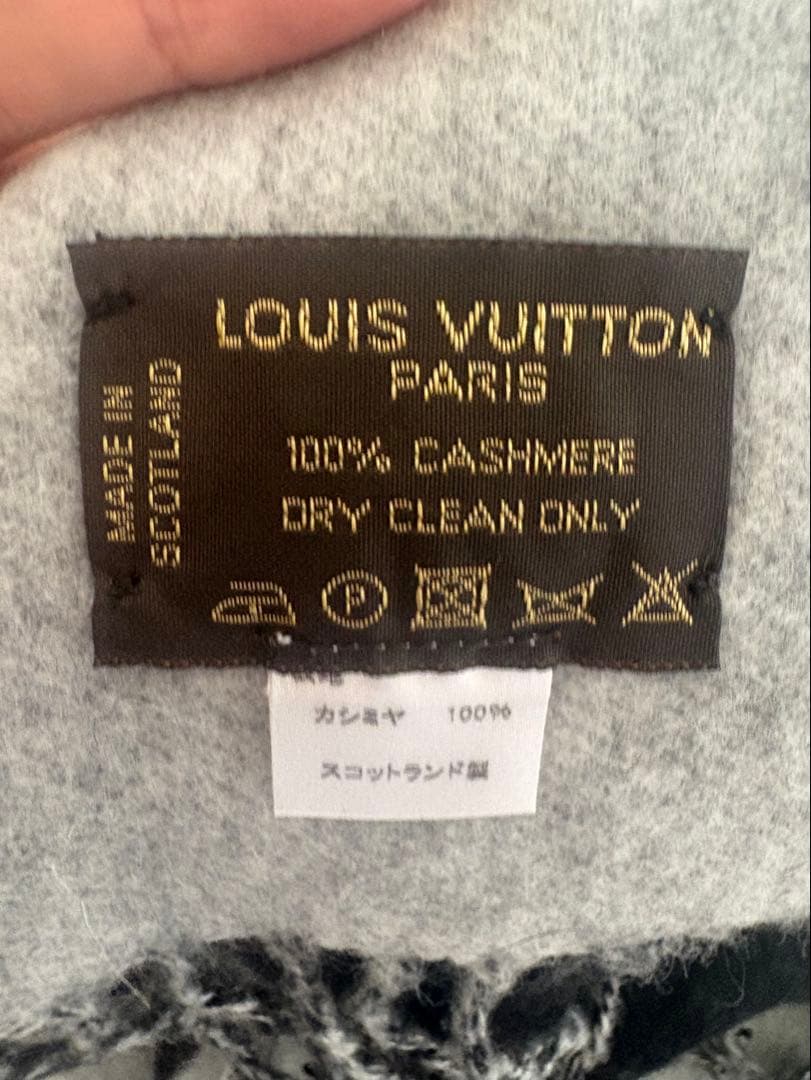 LOUIS VUITTON
PARIS
100% CASHMERE
DRY CLEAN ONLY
MADE IN
SCOTLAND
P
カシミヤ 100%
スコットランド製